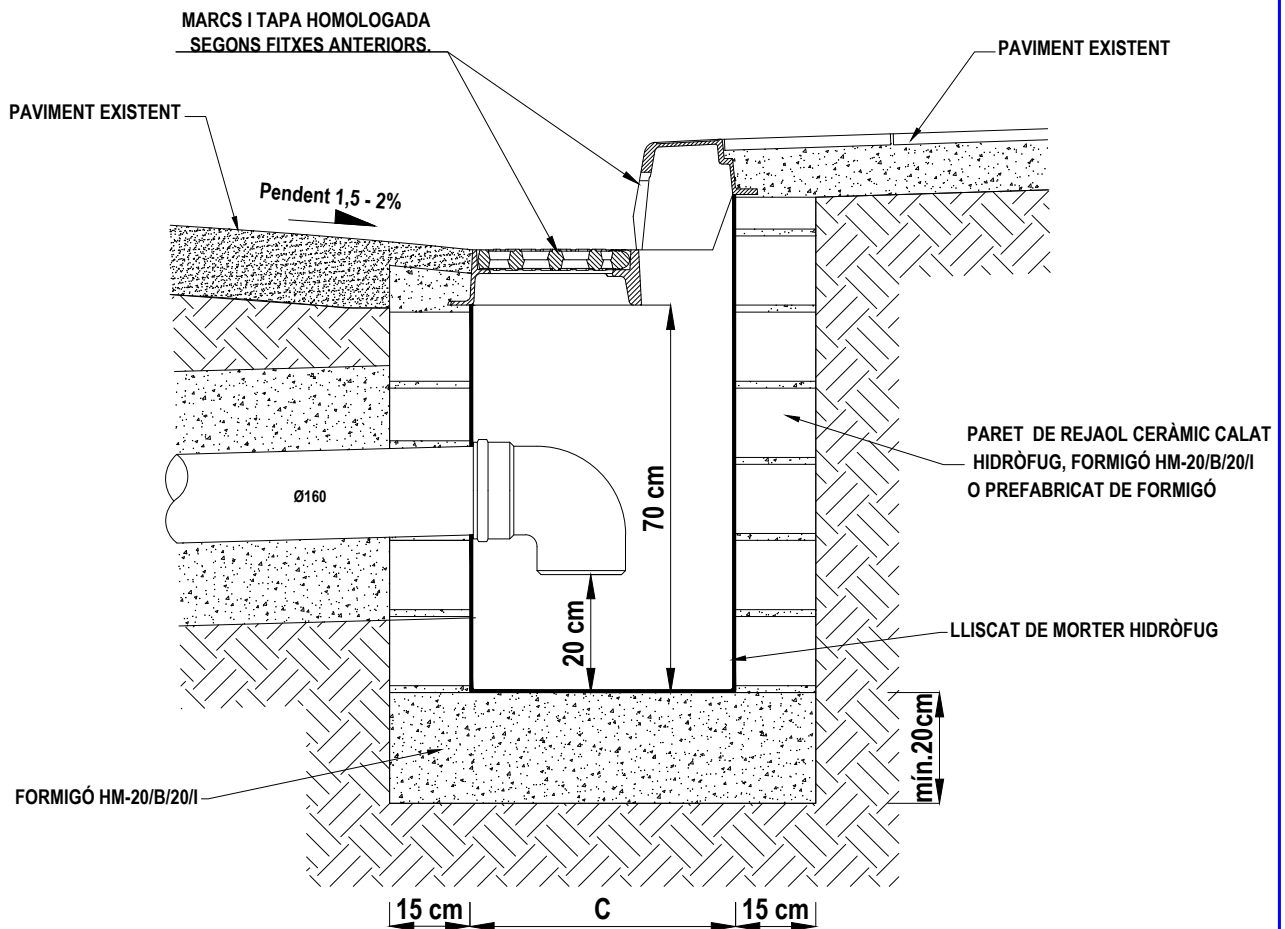 MARCS I TAPA HOMOLOGADA
SEGONS FITXES ANTERIORS.
PAVIMENT EXISTENT
PAVIMENT EXISTENT
Pendent 1,5 - 2%
PARET DE REJAOL CERÀMIC CALAT
HIDRÒFUG, FORMIGÓ HM-20/B/20/I
O PREFABRICAT DE FORMIGÓ
Ø160
70 cm
20 cm
LLISCAT DE MORTER HIDRÒFUG
mín.20cm
FORMIGÓ HM-20/B/20/I
15 cm
C
15 cm